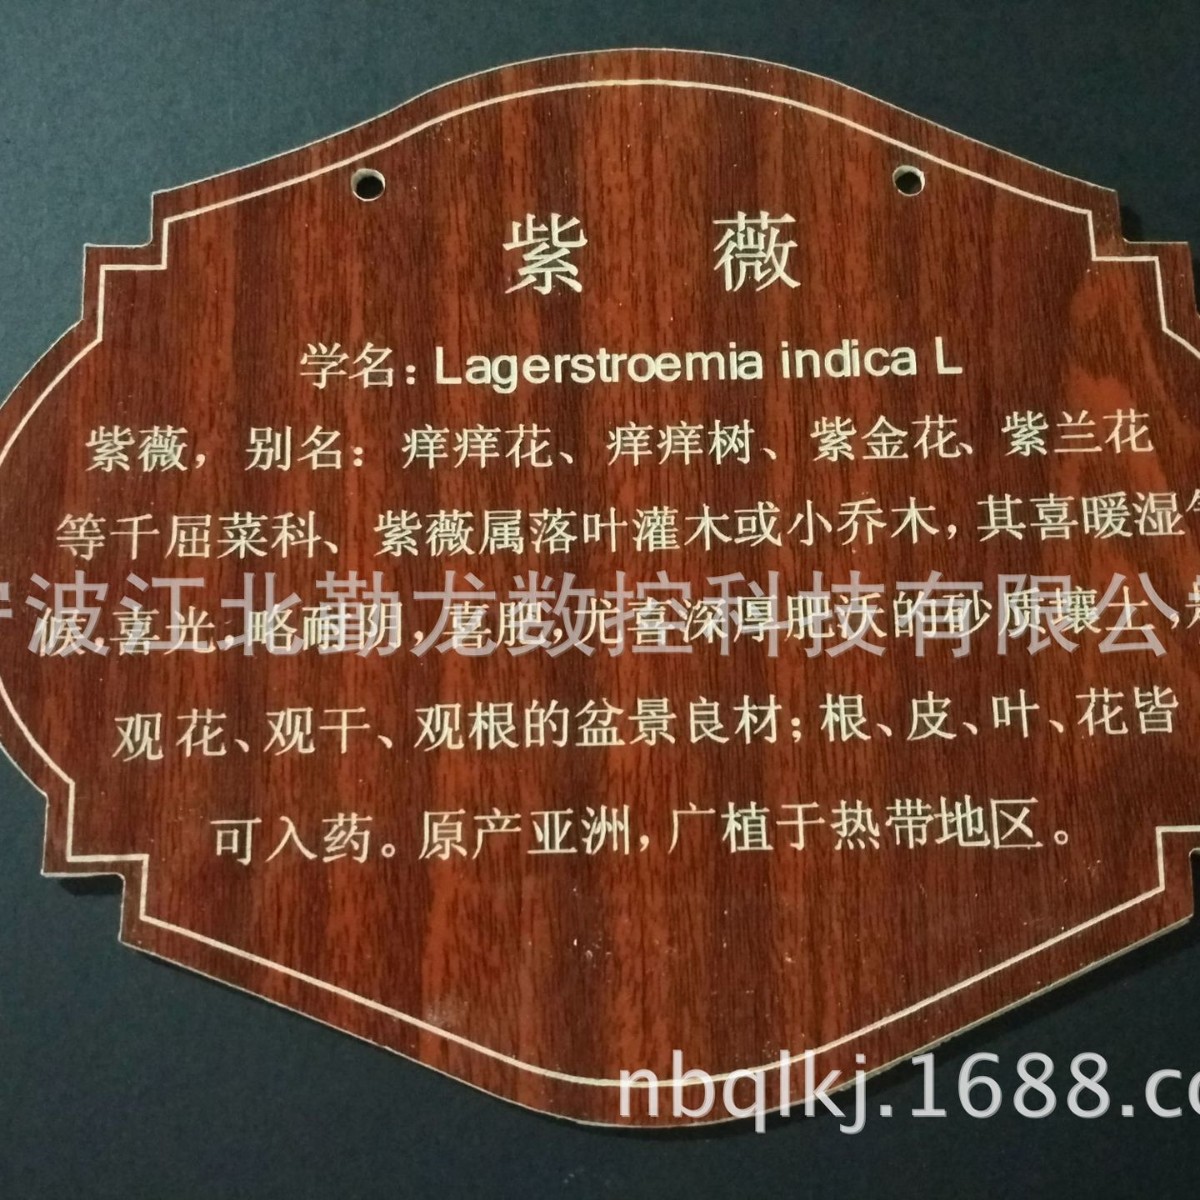 紫 薇
学名：Lagerstroemia indica L
紫薇，别名：痒痒花、痒痒树、紫金花、紫兰花
等千屈菜科、紫薇属落叶灌木或小乔木，其喜暖湿气
候，喜光，略耐阴，喜肥，尤喜深厚肥沃的砂质壤土，
宁波江北勤龙数控科技有限公
观花、观干、观根的盆景良材；根、皮、叶、花皆
可入药。原产亚洲，广植于热带地区。
nbqlkj.1688.co